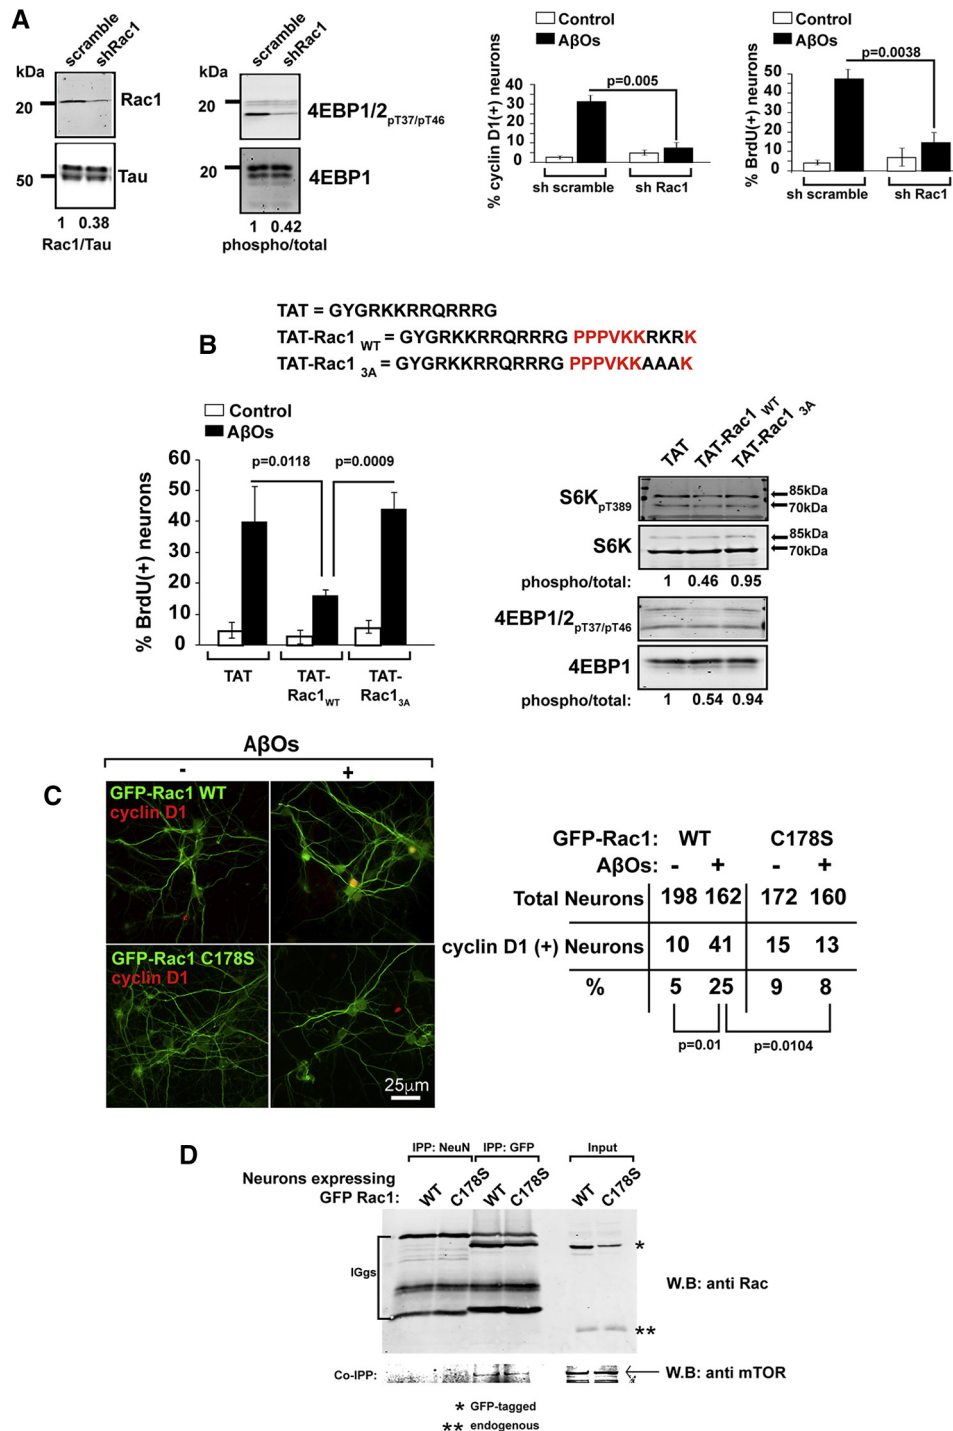 A
scramble
shRac1
kDa
20
Rac1
50
Tau
1 0.38
Rac1/Tau
scramble
shRac1
kDa
20
4EBP1/2pT37/pT46
20
4EBP1
1 0.42
phospho/total
Control
AβOs
p=0.005
% cyclin D1(+) neurons
40
30
20
10
0
sh scramble
sh Rac1
Control
AβOs
p=0.0038
% BrdU(+) neurons
50
40
30
20
10
0
sh scramble
sh Rac1
B
TAT = GYGRKKRRQRRRG
TAT-Rac1 WT = GYGRKKRRQRRRG PPPVKKRKRK
TAT-Rac1 3A = GYGRKKRRQRRRG PPPVKKAAAK
Control
AβOs
p=0.0118
p=0.0009
% BrdU(+) neurons
60
50
40
30
20
10
0
TAT
TAT-
Rac1WT
TAT-
Rac13A
TAT
TAT-Rac1 WT
TAT-Rac1 3A
S6KpT389
85kDa
70kDa
S6K
85kDa
70kDa
phospho/total: 1 0.46 0.95
4EBP1/2pT37/pT46
4EBP1
phospho/total: 1 0.54 0.94
C
AβOs
- +
GFP-Rac1 WT
cyclin D1
GFP-Rac1 C178S
cyclin D1
25μm
GFP-Rac1: WT C178S
AβOs: - + - +
Total Neurons 198 162 172 160
cyclin D1 (+) Neurons 10 41 15 13
% 5 25 9 8
p=0.01
p=0.0104
D
IPP: NeuN
IPP: GFP
Input
Neurons expressing
GFP Rac1:
WT
C178S
WT
C178S
WT
C178S
IGgs
*
**
W.B: anti Rac
Co-IPP:
W.B: anti mTOR
* GFP-tagged
** endogenous